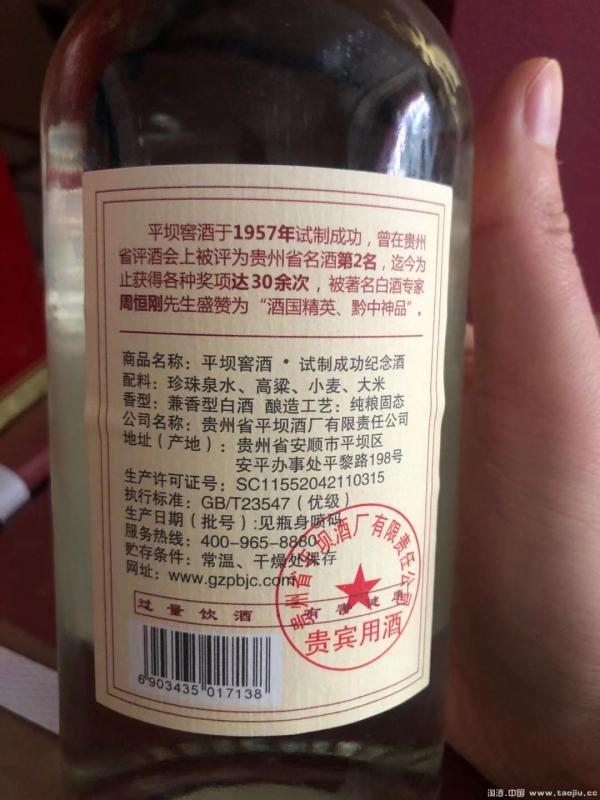 平坝窖酒于1957年试制成功，曾在贵州
省评酒会上被评为贵州省名酒第2名，迄今为
止获得各种奖项达30余次，被著名白酒专家
周恒刚先生盛赞为“酒国精英、黔中神品”。
商品名称：平坝窖酒·试制成功纪念酒
配料：珍珠泉水、高粱、小麦、大米
香型：兼香型白酒 酿造工艺：纯粮固态
公司名称：贵州省平坝酒厂有限责任公司
地址（产地）：贵州省安顺市平坝区
安平办事处平黎路198号
生产许可证号：SC11552042110315
执行标准：GB/T23547（优级）
生产日期（批号）：见瓶身喷码
服务热线：400-965-8880
贮存条件：常温、干燥处保存
网址：www.gzpbjc.com
贵州省平坝酒厂有限责任公司
贵宾用酒
过量饮酒 有害健康
6 903435 017138
淘酒.中国 www.taojiu.cc